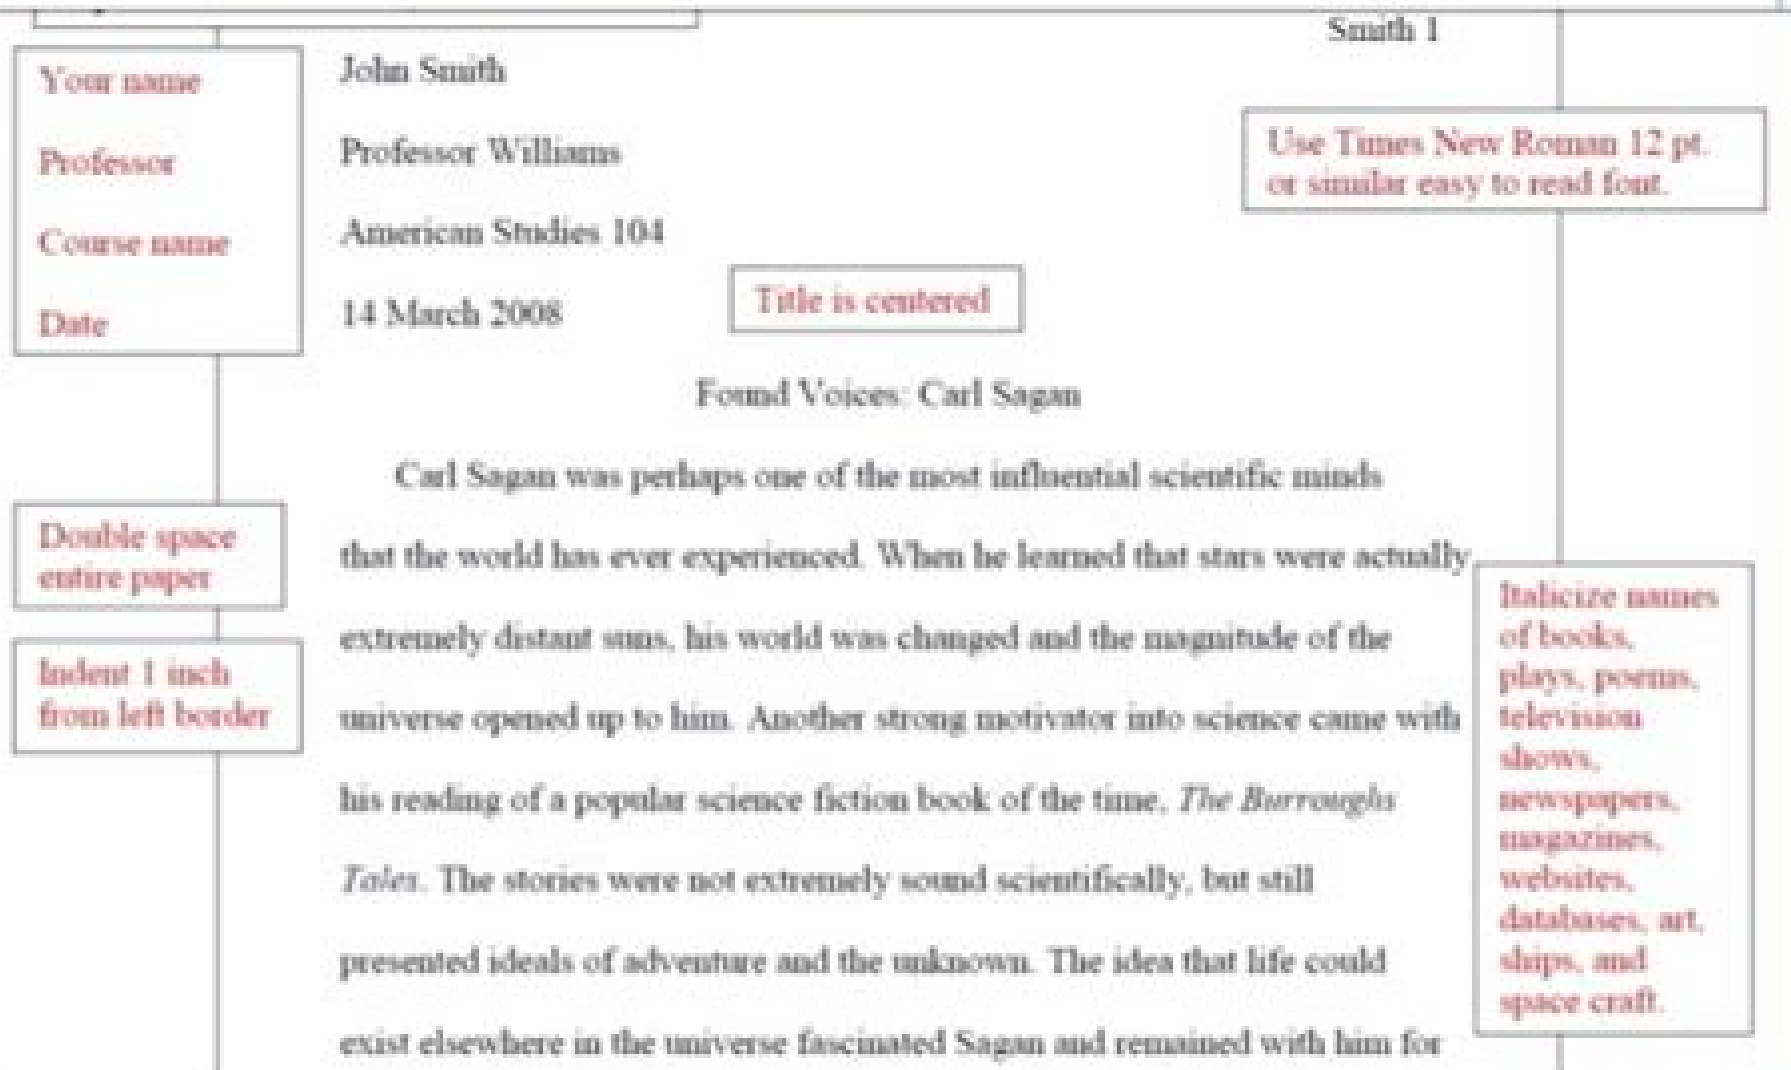 Smith 1
Your name
Professor
Course name
Date
John Smith
Professor Williams
American Studies 104
14 March 2008
Use Times New Roman 12 pt.
or similar easy to read font.
Title is centered
Found Voices: Carl Sagan
Carl Sagan was perhaps one of the most influential scientific minds
that the world has ever experienced. When he learned that stars were actually
extremely distant suns, his world was changed and the magnitude of the
universe opened up to him. Another strong motivator into science came with
his reading of a popular science fiction book of the time, The Burroughs
Tales. The stories were not extremely sound scientifically, but still
presented ideals of adventure and the unknown. The idea that life could
exist elsewhere in the universe fascinated Sagan and remained with him for
Double space
entire paper
Indent 1 inch
from left border
Italicize names
of books,
plays, poems,
television
shows,
newspapers,
magazines,
websites,
databases, art,
ships, and
space craft.